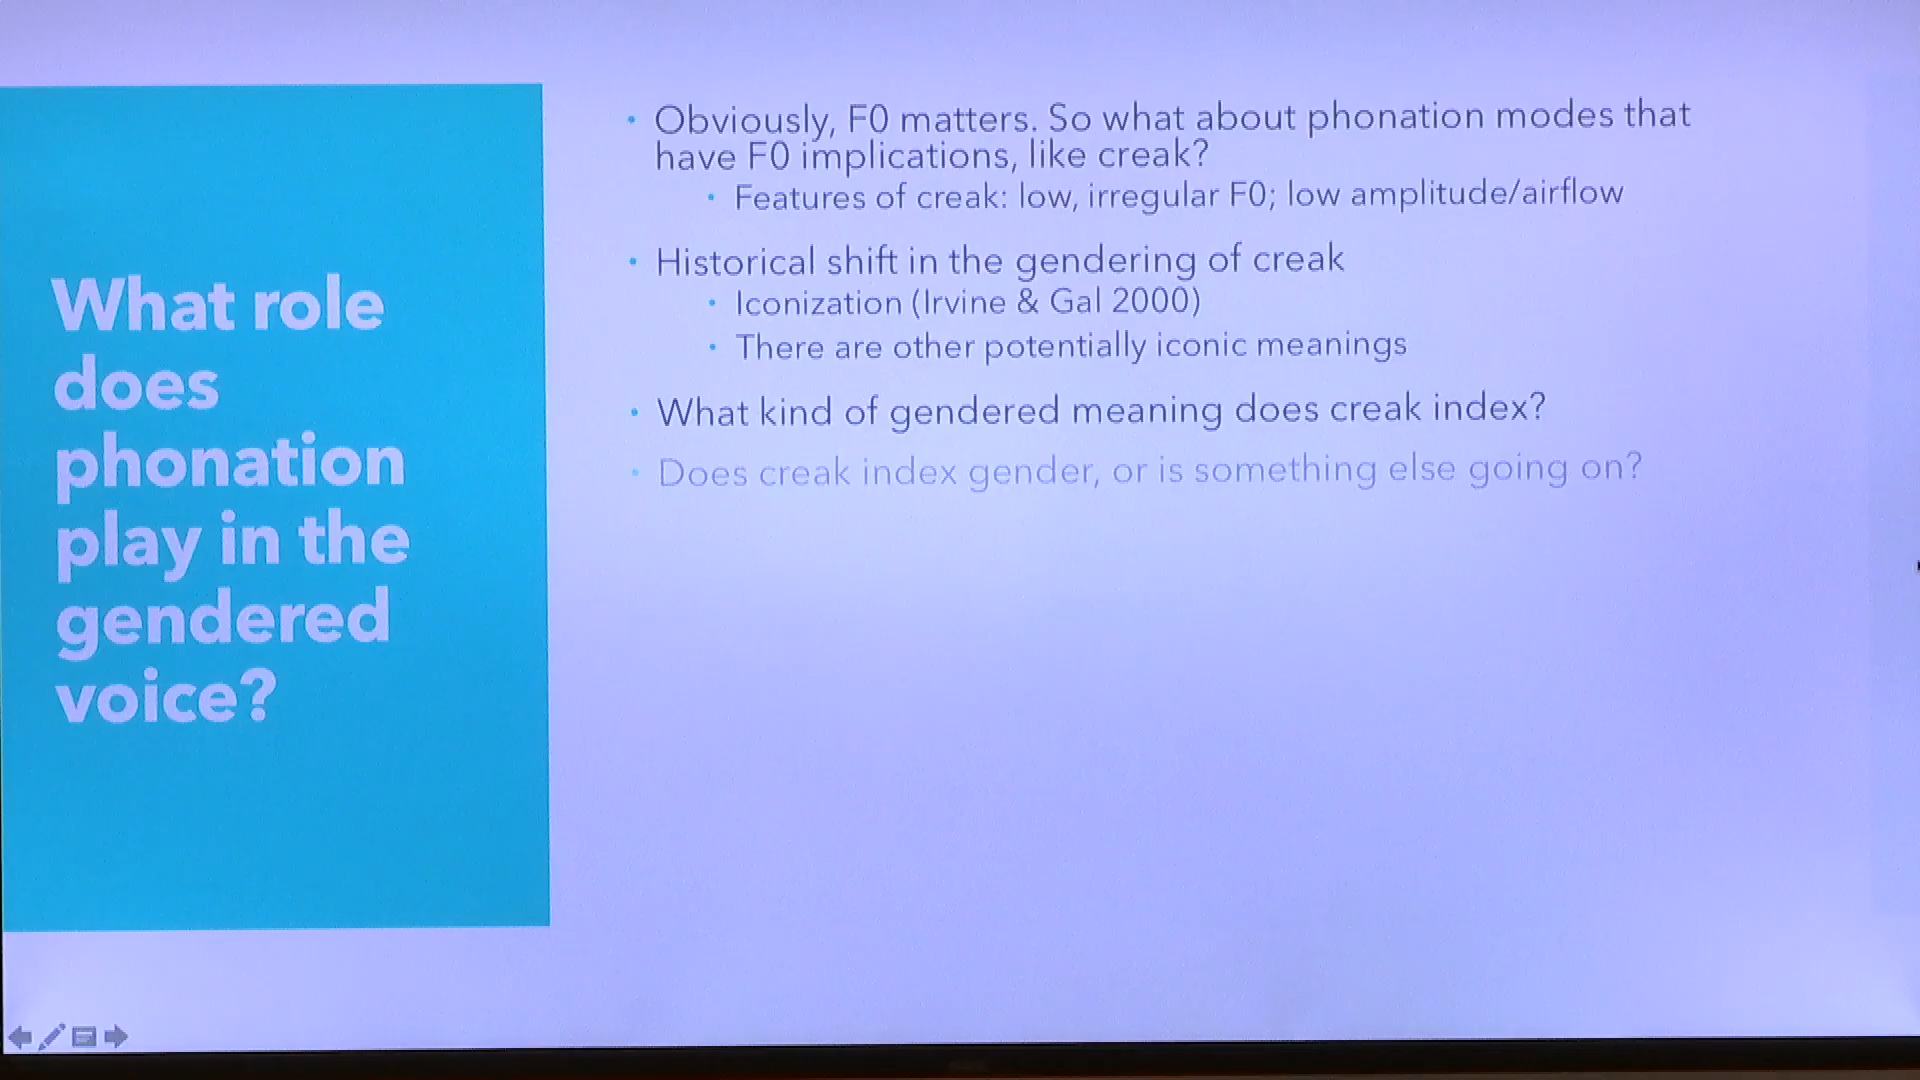 What role
does
phonation
play in the
gendered
voice?
• Obviously, F0 matters. So what about phonation modes that
have F0 implications, like creak?
• Features of creak: low, irregular F0; low amplitude/airflow
• Historical shift in the gendering of creak
• Iconization (Irvine & Gal 2000)
• There are other potentially iconic meanings
• What kind of gendered meaning does creak index?
• Does creak index gender, or is something else going on?